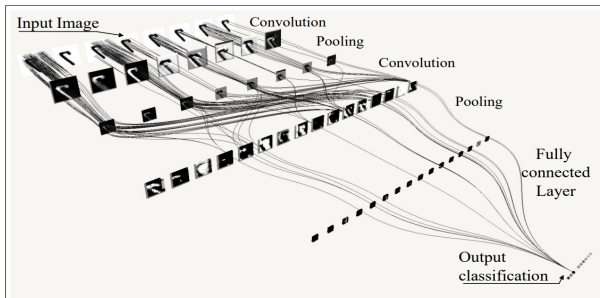 Input Image
Convolution
Pooling
Convolution
Pooling
Fully
connected
Layer
Output
classification